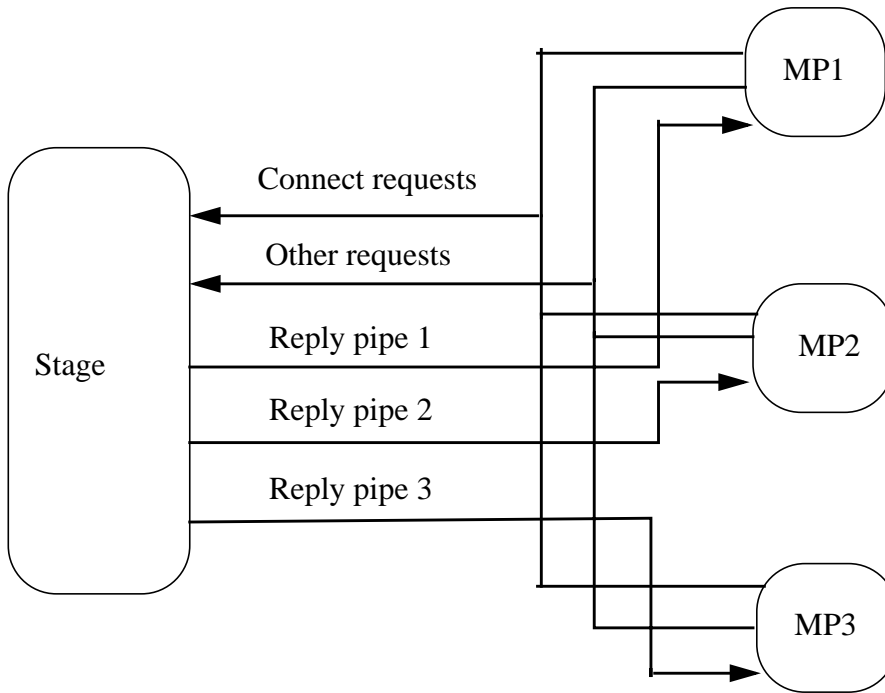 MP1
Connect requests
Other requests
Reply pipe 1
MP2
Stage
Reply pipe 2
Reply pipe 3
MP3